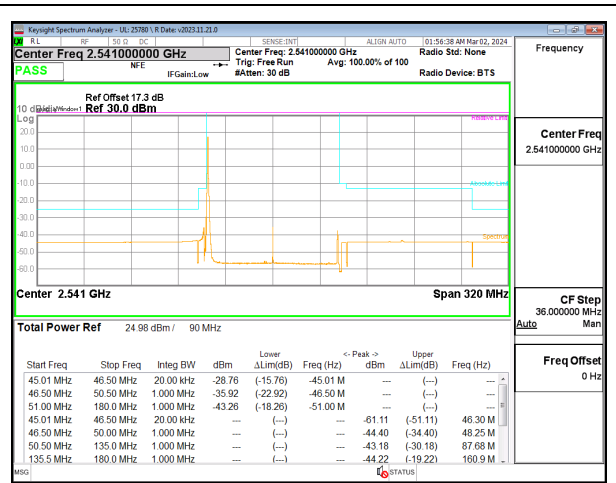 Keysight Spectrum Analyzer - UL: 25780 \ R Date: v2023.11.21.0
RL RF 50 Ω DC SENSE:INT ALIGN AUTO 01:56:38 AM Mar 02, 2024
Center Freq 2.541000000 GHz Center Freq: 2.541000000 GHz Radio Std: None
NFE Trig: Free Run Avg: 100.00% of 100
PASS IFGain:Low #Atten: 30 dB Radio Device: BTS
Frequency
Ref Offset 17.3 dB
10 dB/div Ref 30.0 dBm
Log
Relative Limit
20.0
10.0
0.00
-10.0
Absolute Limit
-20.0
-30.0
-40.0
Spectrum
-50.0
-60.0
Center 2.541 GHz Span 320 MHz
Center Freq
2.541000000 GHz
CF Step
36.000000 MHz
Auto Man
Freq Offset
0 Hz
Total Power Ref 24.98 dBm / 90 MHz
Lower <- Peak -> Upper
Start Freq Stop Freq Integ BW dBm ΔLim(dB) Freq (Hz) dBm ΔLim(dB) Freq (Hz)
45.01 MHz 46.50 MHz 20.00 kHz -28.76 (-15.76) -45.01 M --- (---) ---
46.50 MHz 50.50 MHz 1.000 MHz -35.92 (-22.92) -46.50 M --- (---) ---
51.00 MHz 180.0 MHz 1.000 MHz -43.26 (-18.26) -51.00 M --- (---) ---
45.01 MHz 46.50 MHz 20.00 kHz --- (---) --- -61.11 (-51.11) 46.30 M
46.50 MHz 50.00 MHz 1.000 MHz --- (---) --- -44.40 (-34.40) 48.25 M
50.50 MHz 135.0 MHz 1.000 MHz --- (---) --- -43.18 (-30.18) 87.68 M
135.5 MHz 180.0 MHz 1.000 MHz --- (---) --- -44.22 (-19.22) 160.9 M
MSG STATUS